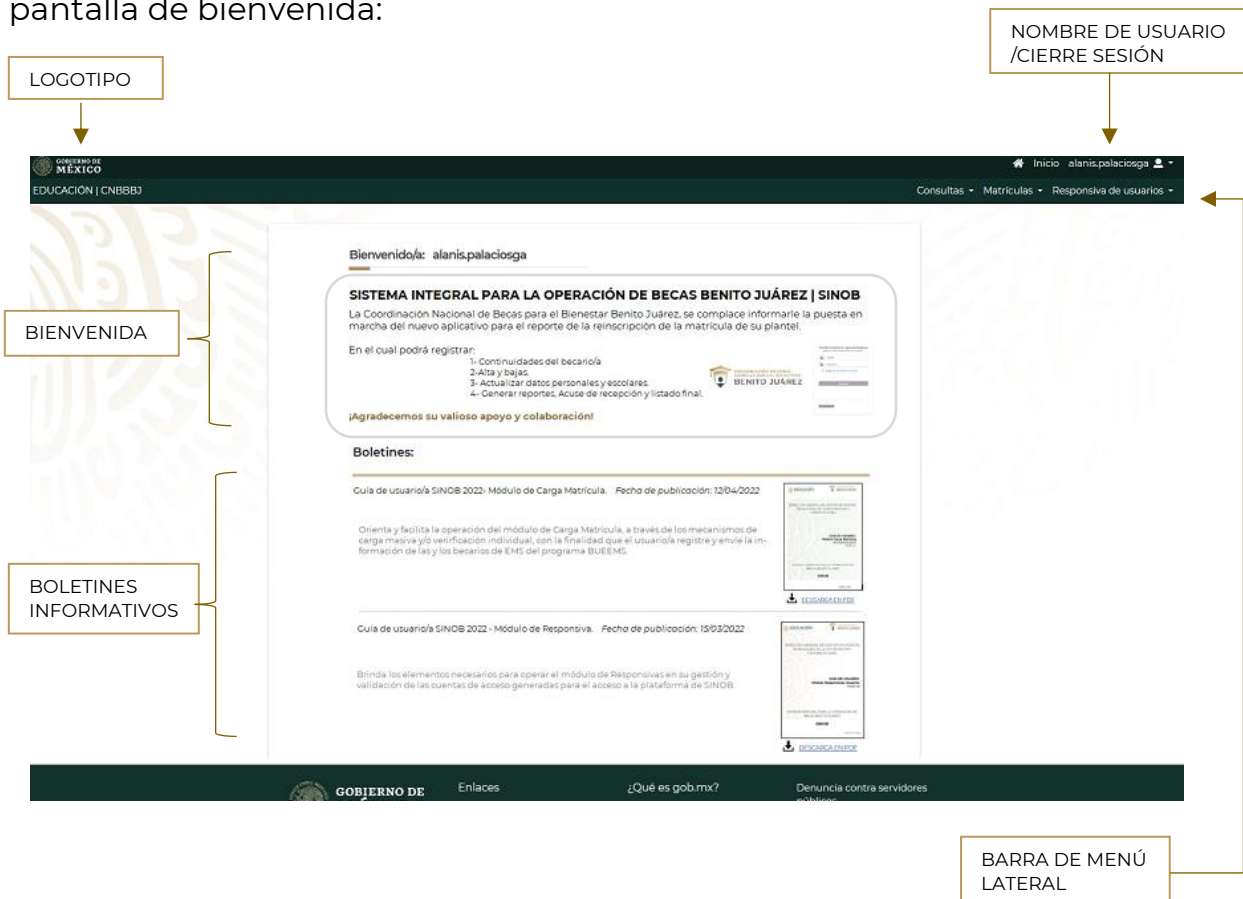 pantalla de bienvenida:
NOMBRE DE USUARIO
/CIERRE SESIÓN
LOGOTIPO
GOBIERNO DE
MÉXICO
Inicio alanis.palaciosga
EDUCACIÓN | CNBBBJ
Consultas Matrículas Responsiva de usuarios
Bienvenido/a: alanis.palaciosga
SISTEMA INTEGRAL PARA LA OPERACIÓN DE BECAS BENITO JUÁREZ | SINOB
La Coordinación Nacional de Becas para el Bienestar Benito Juárez, se complace informarle la puesta en
marcha del nuevo aplicativo para el reporte de la reinscripción de la matrícula de su plantel.
BIENVENIDA
En el cual podrá registrar:
1- Continuidades del becario/a
2-Alta y bajas.
3- Actualizar datos personales y escolares.
4- Generar reportes, Acuse de recepción y listado final.
BENITO JUÁREZ
¡Agradecemos su valioso apoyo y colaboración!
Boletines:
Guía de usuario/a SINOB 2022- Módulo de Carga Matrícula. Fecha de publicación: 12/04/2022
Orienta y facilita la operación del módulo de Carga Matrícula, a través de los mecanismos de
carga masiva y/o verificación individual, con la finalidad que el usuario/a registre y envíe la in-
formación de las y los becarios de EMS del programa BUEEMS.
DESCARGA EN PDF
BOLETINES
INFORMATIVOS
Guía de usuario/a SINOB 2022 - Módulo de Responsiva. Fecha de publicación: 15/03/2022
Brinda los elementos necesarios para operar el módulo de Responsivas en su gestión y
validación de las cuentas de acceso generadas para el acceso a la plataforma de SINOB.
DESCARGA EN PDF
GOBIERNO DE
Enlaces
¿Qué es gob.mx?
Denuncia contra servidores
públicos
BARRA DE MENÚ
LATERAL